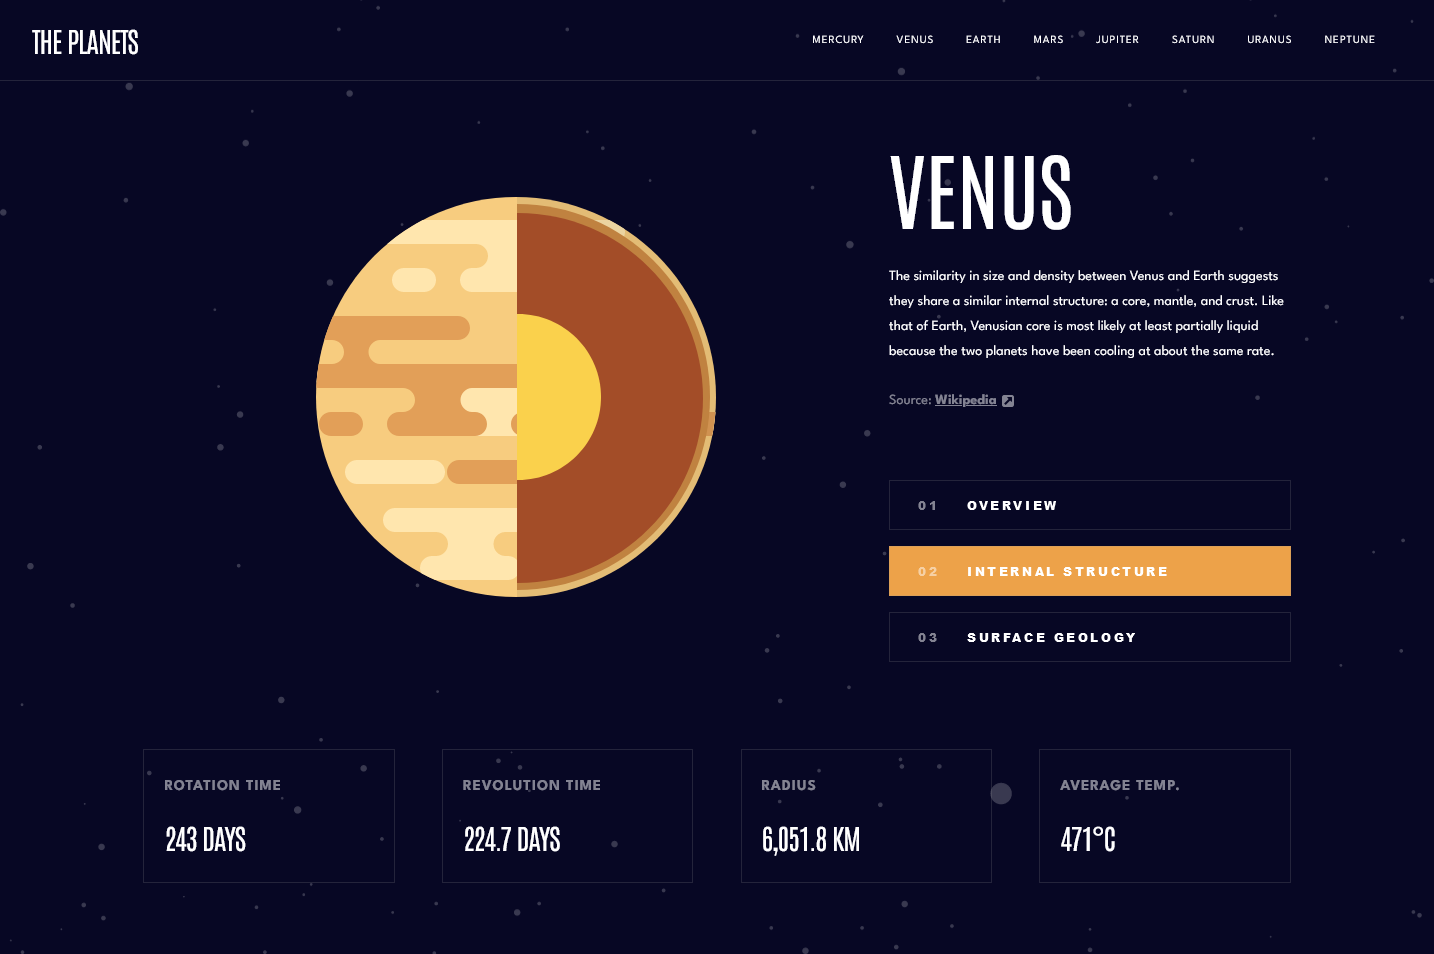 THE PLANETS
MERCURY VENUS EARTH MARS JUPITER SATURN URANUS NEPTUNE
VENUS
The similarity in size and density between Venus and Earth suggests
they share a similar internal structure: a core, mantle, and crust. Like
that of Earth, Venusian core is most likely at least partially liquid
because the two planets have been cooling at about the same rate.
Source: Wikipedia
01 OVERVIEW
02 INTERNAL STRUCTURE
03 SURFACE GEOLOGY
ROTATION TIME
243 DAYS
REVOLUTION TIME
224.7 DAYS
RADIUS
6,051.8 KM
AVERAGE TEMP.
471°C